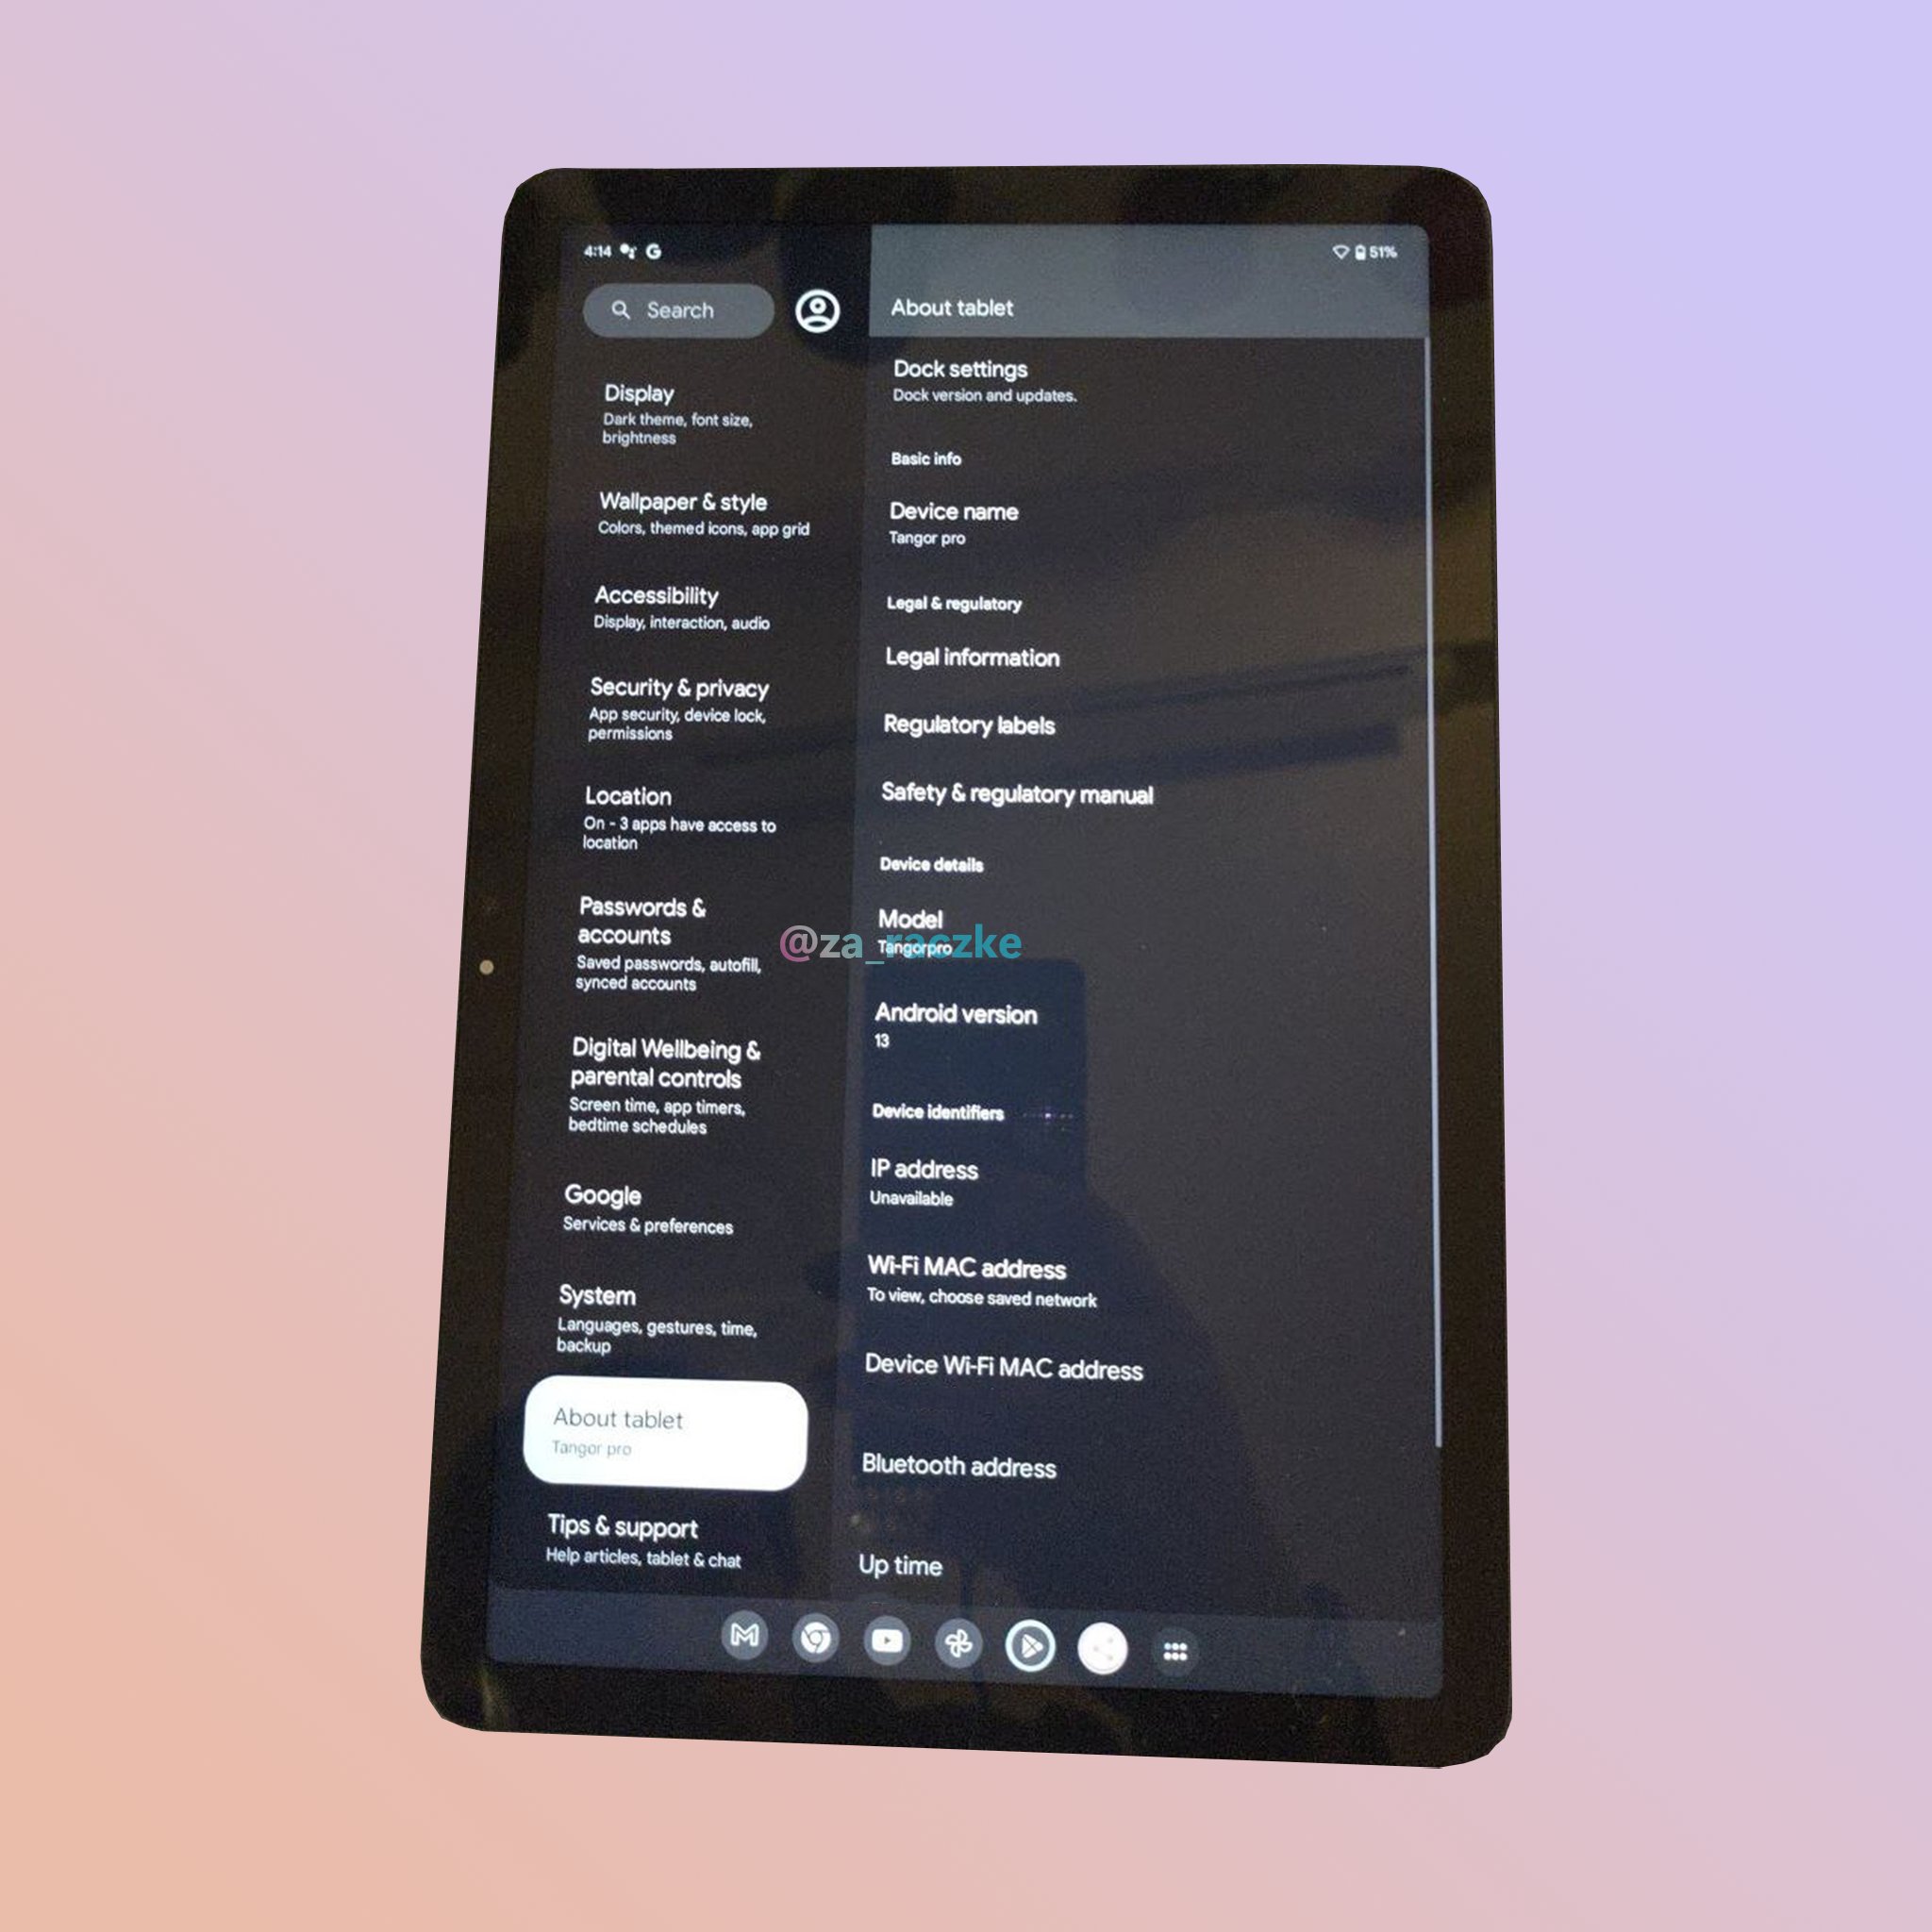 4:14 G
51%
Search
Display
Dark theme, font size,
brightness
Wallpaper & style
Colors, themed icons, app grid
Accessibility
Display, interaction, audio
Security & privacy
App security, device lock,
permissions
Location
On - 3 apps have access to
location
Passwords &
accounts
Saved passwords, autofill,
synced accounts
Digital Wellbeing &
parental controls
Screen time, app timers,
bedtime schedules
Google
Services & preferences
System
Languages, gestures, time,
backup
About tablet
Tangor pro
Tips & support
Help articles, tablet & chat
About tablet
Dock settings
Dock version and updates.
Basic info
Device name
Tangor pro
Legal & regulatory
Legal information
Regulatory labels
Safety & regulatory manual
Device details
Model
Tangorpro
@za_raczke
Android version
13
Device identifiers
IP address
Unavailable
Wi-Fi MAC address
To view, choose saved network
Device Wi-Fi MAC address
Bluetooth address
Up time